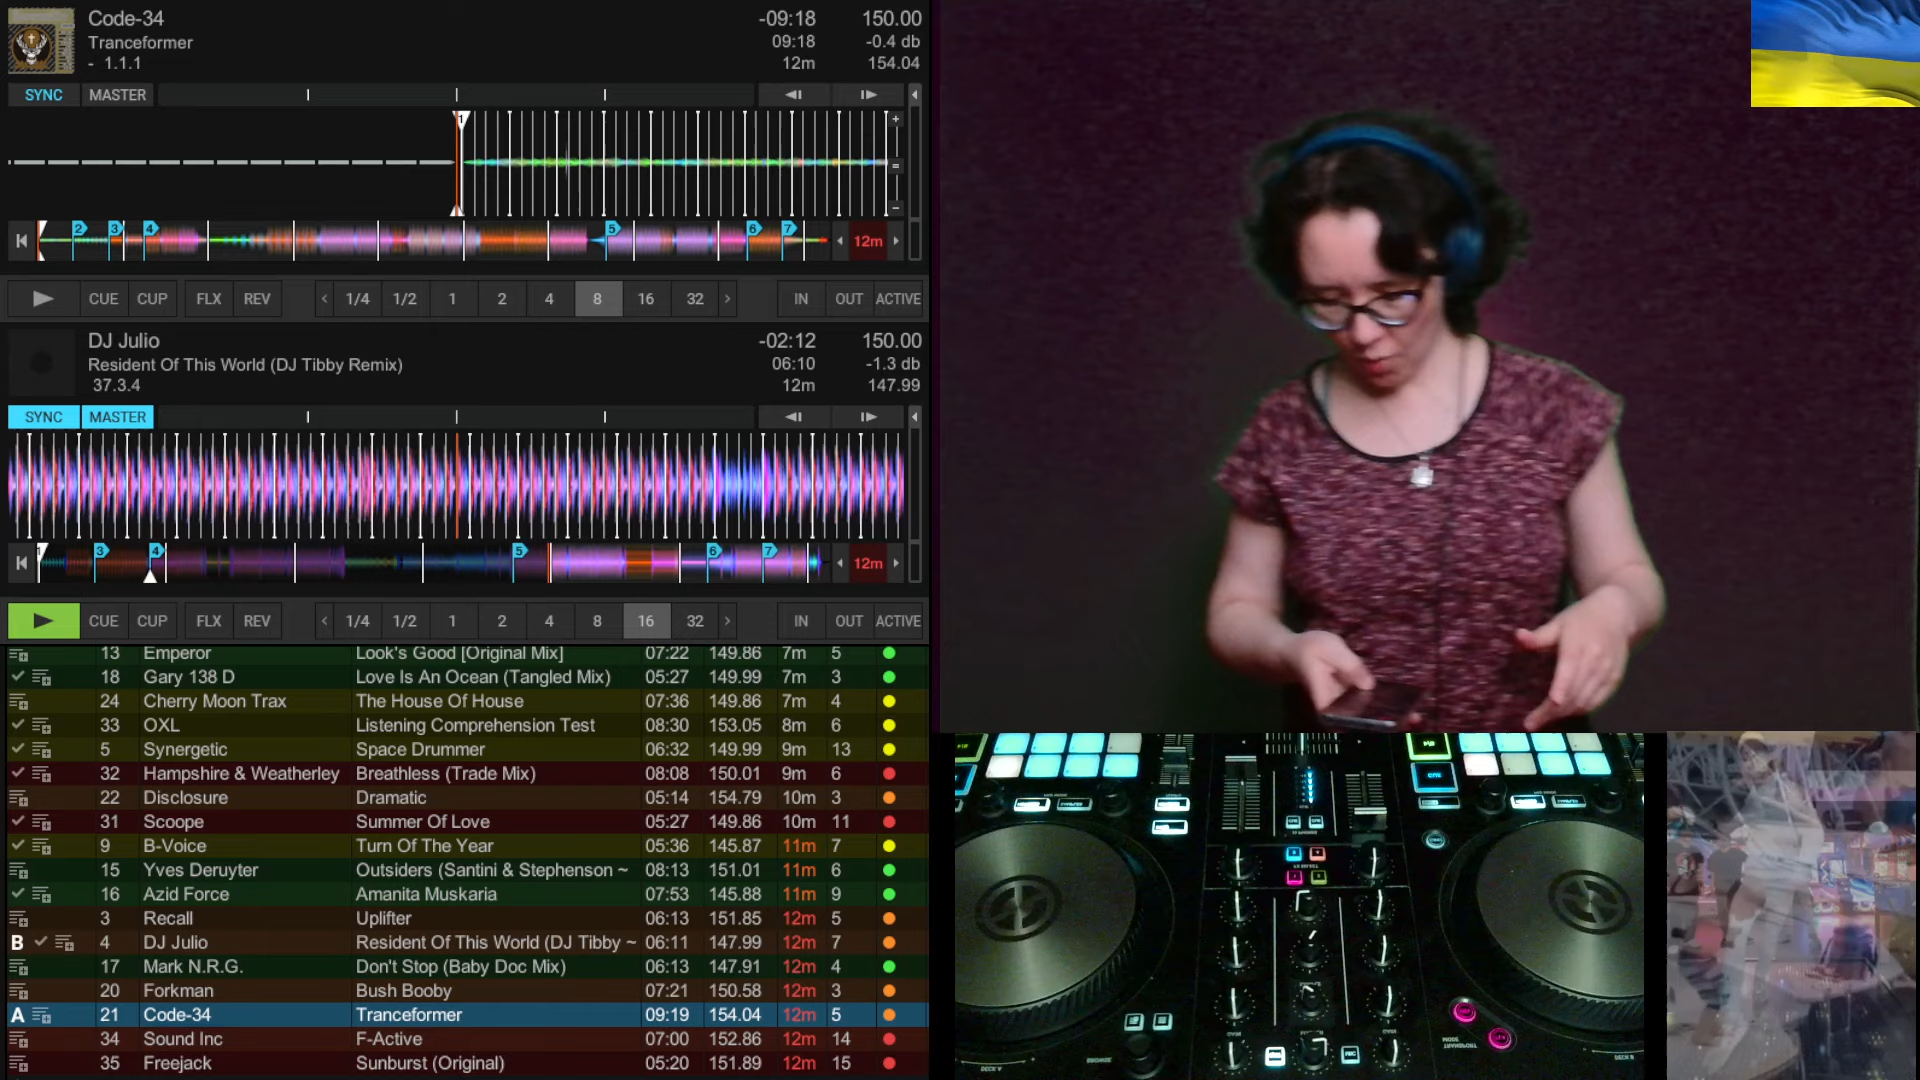 Code-34 -09:18 150.00
Tranceformer 09:18 -0.4 db
- 1.1.1 12m 154.04
SYNC MASTER
1
2 3 4 5 6 7 12m
CUE CUP FLX REV 1/4 1/2 1 2 4 8 16 32 IN OUT ACTIVE
DJ Julio -02:12 150.00
Resident Of This World (DJ Tibby Remix) 06:10 -1.3 db
37.3.4 12m 147.99
SYNC MASTER
1 3 4 5 6 7 12m
CUE CUP FLX REV 1/4 1/2 1 2 4 8 16 32 IN OUT ACTIVE
13 Emperor Look's Good [Original Mix] 07:22 149.86 7m 5
18 Gary 138 D Love Is An Ocean (Tangled Mix) 05:27 149.99 7m 3
24 Cherry Moon Trax The House Of House 07:36 149.86 7m 4
33 OXL Listening Comprehension Test 08:30 153.05 8m 6
5 Synergetic Space Drummer 06:32 149.99 9m 13
32 Hampshire & Weatherley Breathless (Trade Mix) 08:08 150.01 9m 6
22 Disclosure Dramatic 05:14 154.79 10m 3
31 Scoope Summer Of Love 05:27 149.86 10m 11
9 B-Voice Turn Of The Year 05:36 145.87 11m 7
15 Yves Deruyter Outsiders (Santini & Stephenson ~ 08:13 151.01 11m 6
16 Azid Force Amanita Muskaria 07:53 145.88 11m 9
3 Recall Uplifter 06:13 151.85 12m 5
B 4 DJ Julio Resident Of This World (DJ Tibby ~ 06:11 147.99 12m 7
17 Mark N.R.G. Don't Stop (Baby Doc Mix) 06:13 147.91 12m 4
20 Forkman Bush Booby 07:21 150.58 12m 3
A 21 Code-34 Tranceformer 09:19 154.04 12m 5
34 Sound Inc F-Active 07:00 152.86 12m 14
35 Freejack Sunburst (Original) 05:20 151.89 12m 15